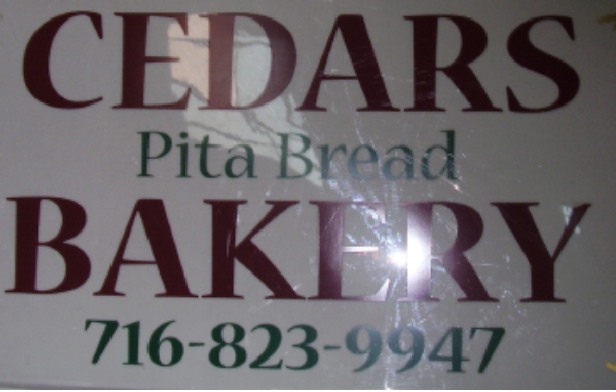 CEDARS
Pita Bread
BAKERY
716-823-9947